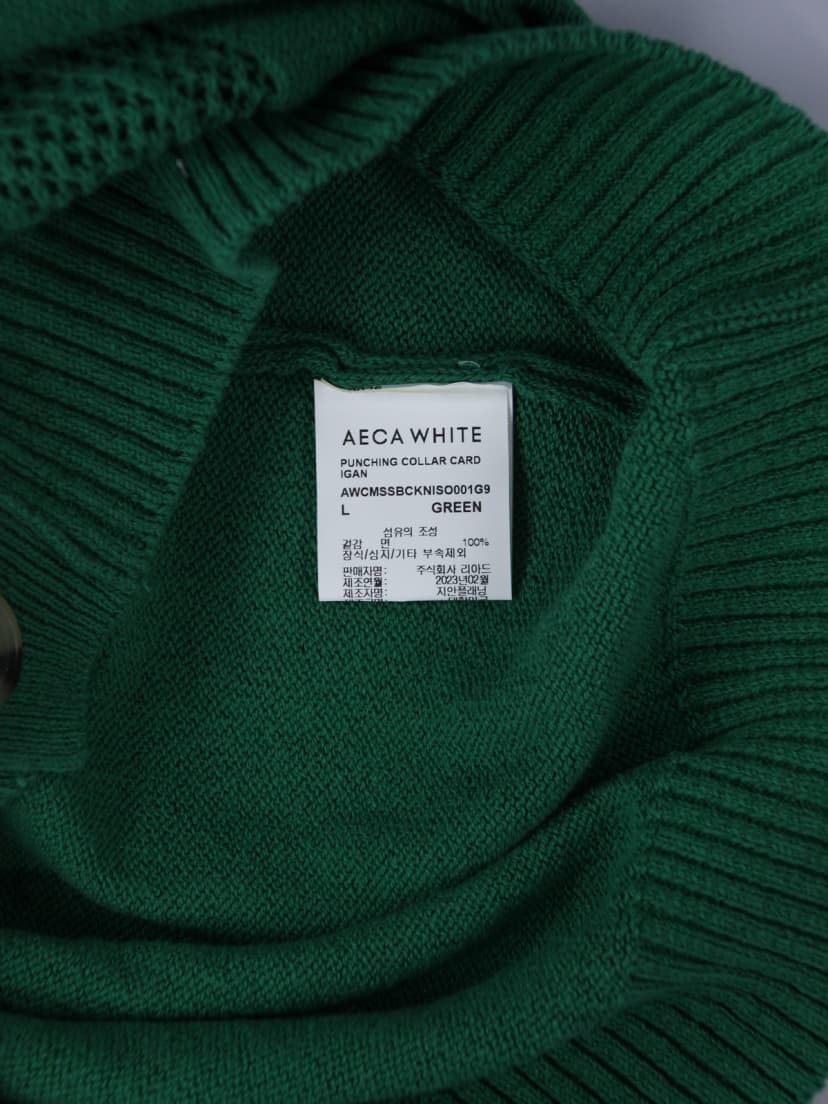 AECA WHITE
PUNCHING COLLAR CARD
IGAN
AWCMSSBCKNISO001G9
L GREEN
섬유의 조성
겉감 면 100%
장식/심지/기타 부속제외
판매자명: 주식회사 리아드
제조연월: 2023년02월
제조자명: 지안플래닝